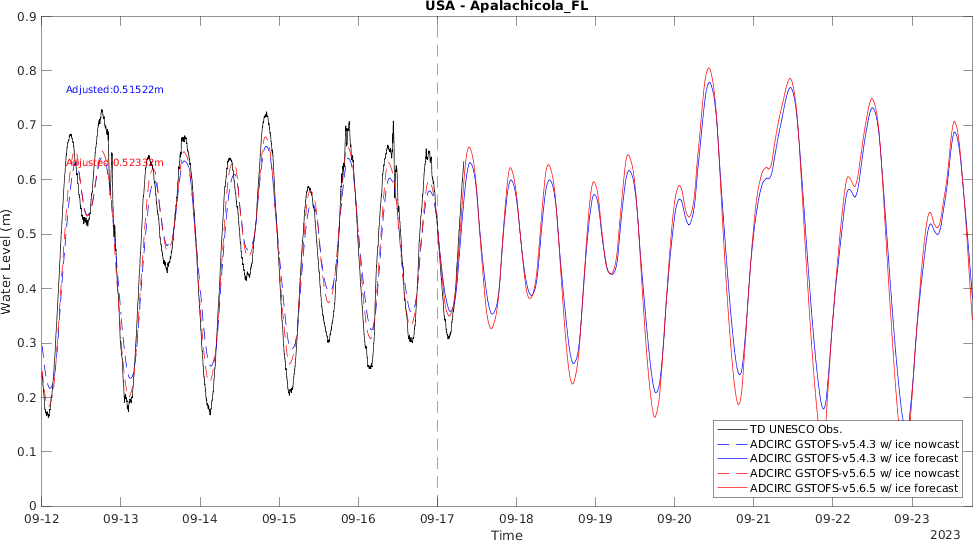 USA - Apalachicola_FL
0.9
0.8
0.7
0.6
0.5
0.4
0.3
0.2
0.1
0
Water Level (m)
Adjusted:0.51522m
Adjusted:0.52332m
TD UNESCO Obs.
ADCIRC GSTOFS-v5.4.3 w/ ice nowcast
ADCIRC GSTOFS-v5.4.3 w/ ice forecast
ADCIRC GSTOFS-v5.6.5 w/ ice nowcast
ADCIRC GSTOFS-v5.6.5 w/ ice forecast
09-12 09-13 09-14 09-15 09-16 09-17 09-18 09-19 09-20 09-21 09-22 09-23
Time
2023